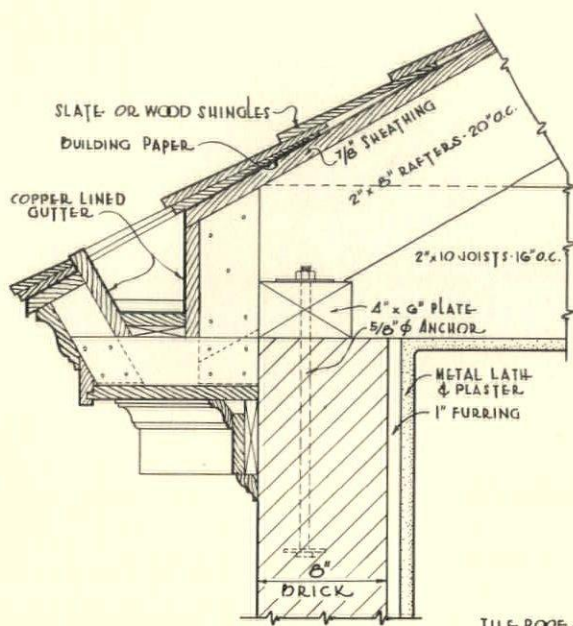 SLATE OR WOOD SHINGLES
BUILDING PAPER
7/8" SHEATHING
2" x 8" RAFTERS - 20" O.C.
COPPER LINED
GUTTER
2" x 10 JOISTS - 16" O.C.
4" x 6" PLATE
5/8" φ ANCHOR
METAL LATH
& PLASTER
1" FURRING
8"
BRICK
TILE ROOF